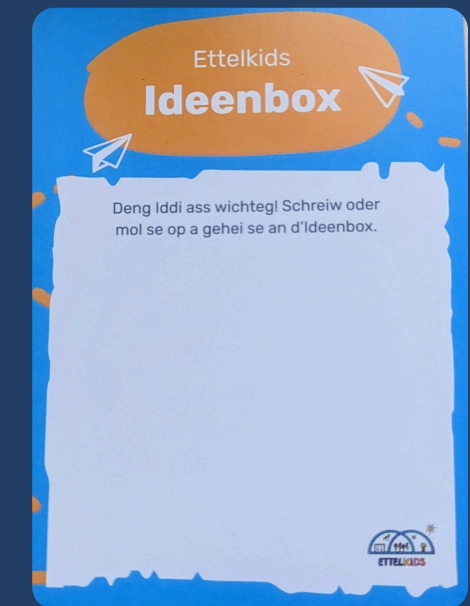 Ettelkids
Ideenbox
Deng Iddi ass wichteg! Schreiw oder
mol se op a gehei se an d'Ideenbox.
ETTELKIDS